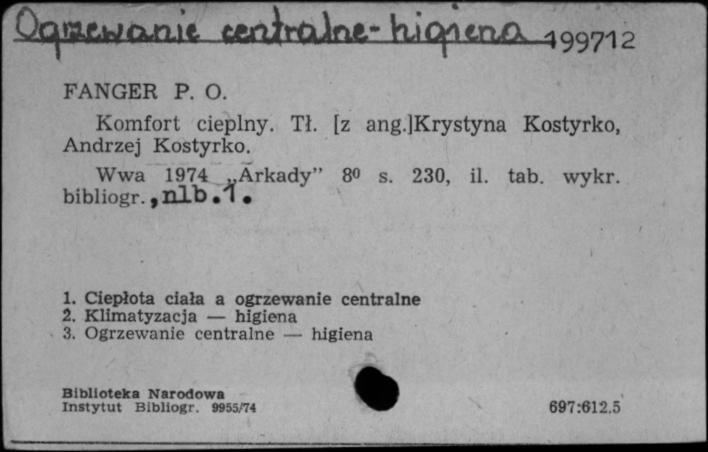 Ogrzewanie centralne-higiena 199712
FANGER P. O.
Komfort cieplny. Tł. [z ang.]Krystyna Kostyrko,
Andrzej Kostyrko.
Wwa 1974 „Arkady” 8⁰ s. 230, il. tab. wykr.
bibliogr., nlb.1.
1. Ciepłota ciała a ogrzewanie centralne
2. Klimatyzacja — higiena
3. Ogrzewanie centralne — higiena
Biblioteka Narodowa
Instytut Bibliogr. 9955/74 697:612.5